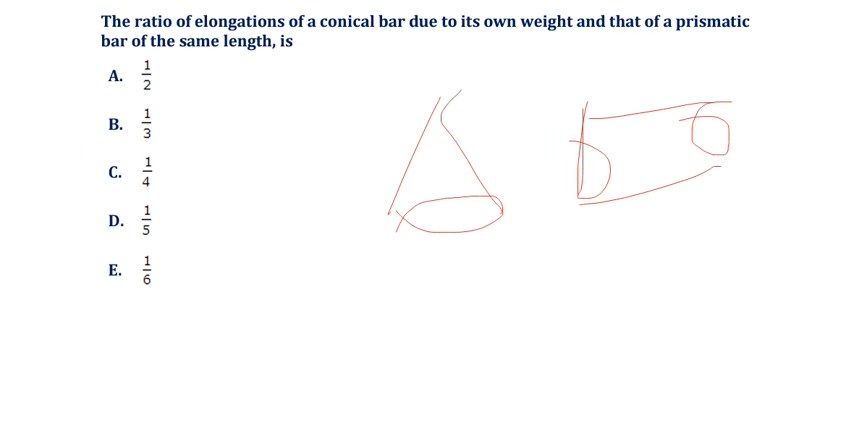 The ratio of elongations of a conical bar due to its own weight and that of a prismatic
bar of the same length, is
A. 1/2
B. 1/3
C. 1/4
D. 1/5
E. 1/6